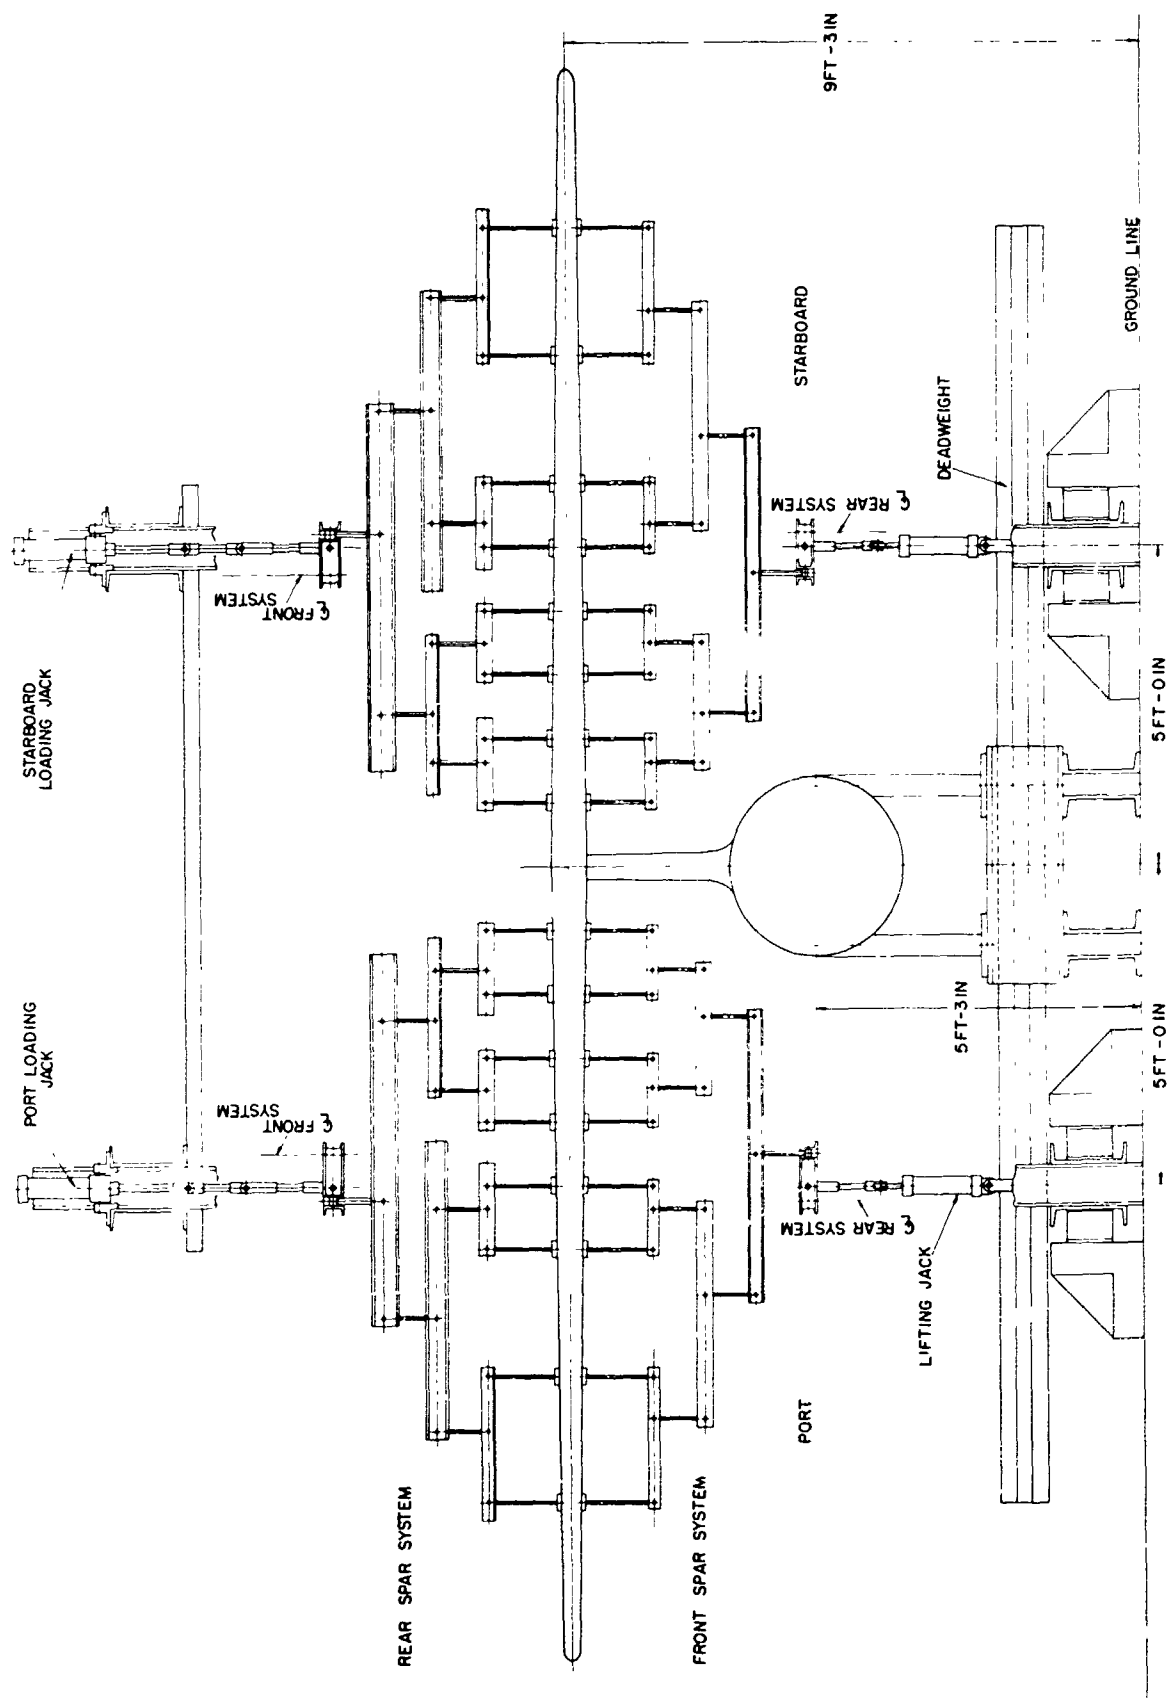 PORT LOADING
JACK
STARBOARD
LOADING JACK
℄ FRONT
SYSTEM
℄ FRONT
SYSTEM
REAR SPAR SYSTEM
FRONT SPAR SYSTEM
PORT
STARBOARD
℄ REAR SYSTEM
℄ REAR SYSTEM
LIFTING JACK
DEADWEIGHT
9FT-3IN
5FT-3IN
GROUND LINE
5FT-0IN
5FT-0IN